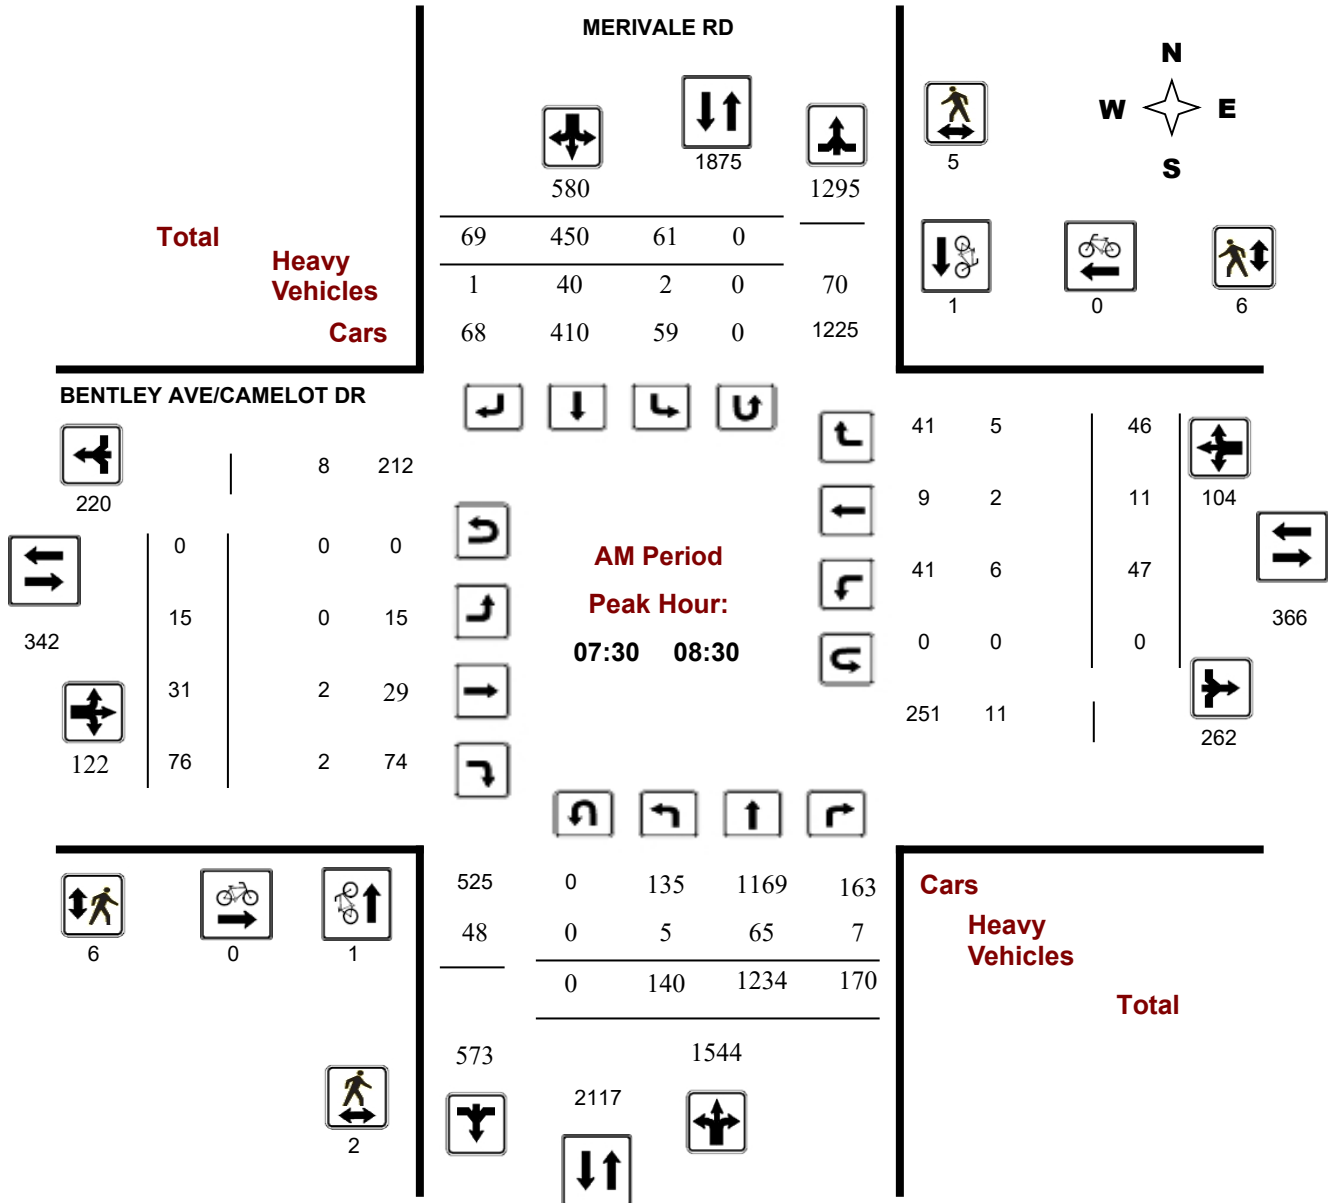 MERIVALE RD
N
W E
S
1875
5
580
1295
Total
69 450 61 0
Heavy
Vehicles
1 40 2 0 70
Cars
68 410 59 0 1225
1 0 6
BENTLEY AVE/CAMELOT DR
8 212
220
41 5 46
104
9 2 11
0 0 0
AM Period
342
41 6 47
366
15 0 15
Peak Hour:
07:30 08:30
0 0 0
31 2 29
251 11
262
122
76 2 74
525 0 135 1169 163
Cars
48 0 5 65 7
Heavy
Vehicles
6 0 1
0 140 1234 170
Total
573
1544
2117
2